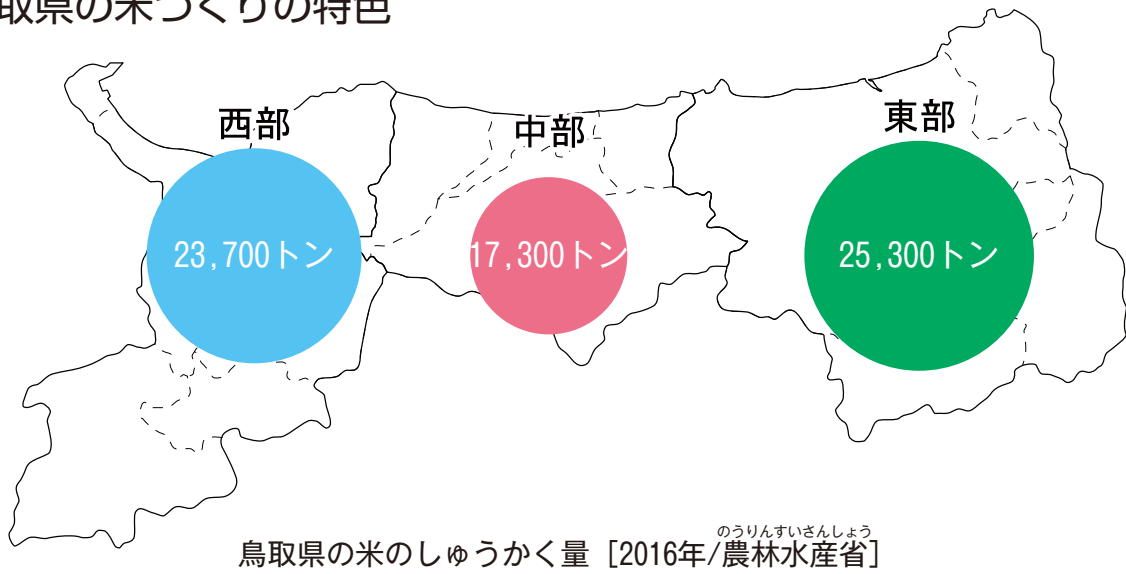 取県の米づくりの特色
西部
中部
東部
23,700トン
17,300トン
25,300トン
のうりんすいさんしょう
鳥取県の米のしゅうかく量［2016年/農林水産省］